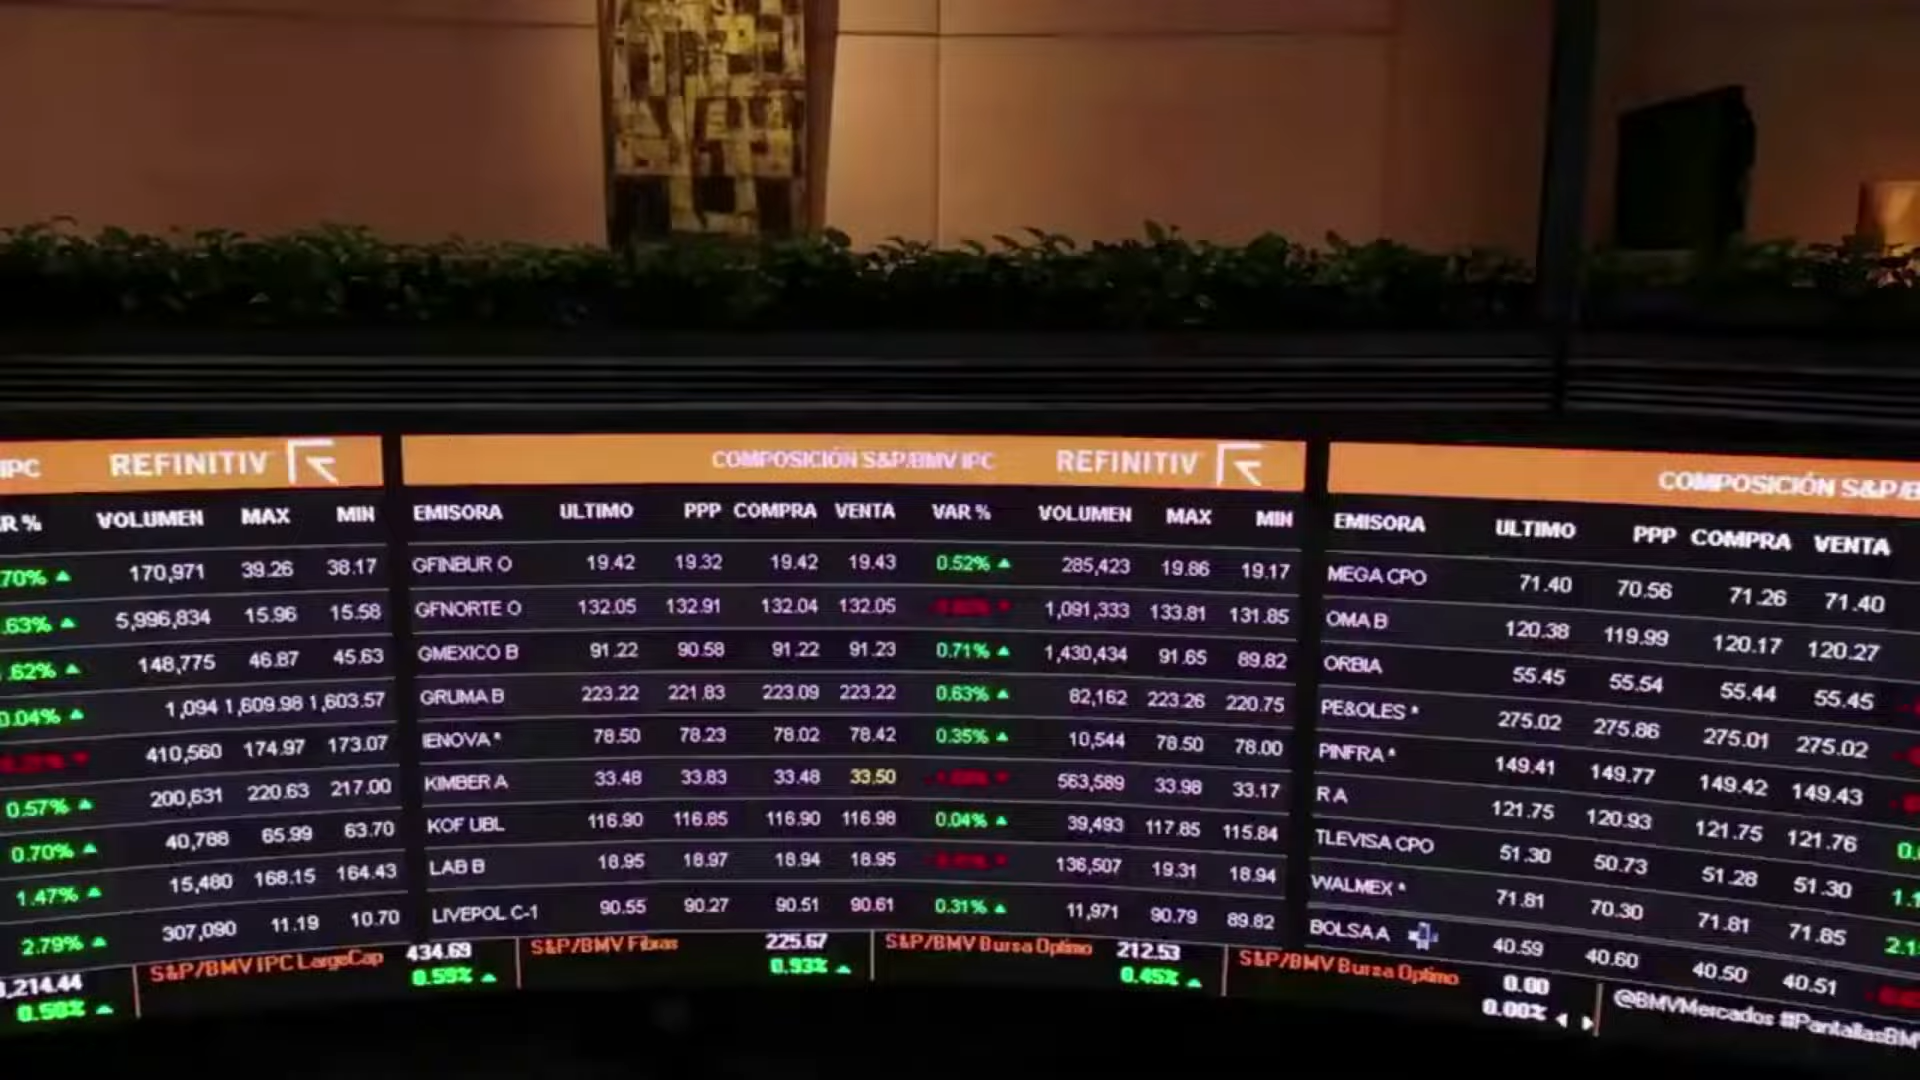 IPC REFINITIV
VOLUMEN MAX MIN
70% 170,971 39.26 38.17
.63% 5,996,834 15.96 15.58
.62% 148,775 46.87 45.63
0.04% 1,094 1,609.98 1,603.57
410,560 174.97 173.07
0.57% 200,631 220.63 217.00
0.70% 40,788 65.99 63.70
1.47% 15,480 168.15 164.43
2.79% 307,090 11.19 10.70
COMPOSICIÓN S&P/BMV IPC REFINITIV
EMISORA ULTIMO PPP COMPRA VENTA VAR % VOLUMEN MAX MIN
GFINBUR O 19.42 19.32 19.42 19.43 0.52% 285,423 19.86 19.17
GFNORTE O 132.05 132.91 132.04 132.05 1,091,333 133.81 131.85
GMEXICO B 91.22 90.58 91.22 91.23 0.71% 1,430,434 91.65 89.82
GRUMA B 223.22 221.83 223.09 223.22 0.63% 82,162 223.26 220.75
IENOVA * 78.50 78.23 78.02 78.42 0.35% 10,544 78.50 78.00
KIMBER A 33.48 33.83 33.48 33.50 563,589 33.98 33.17
KOF UBL 116.90 116.85 116.90 116.98 0.04% 39,493 117.85 115.84
LAB B 18.95 18.97 18.94 18.95 136,507 19.31 18.94
LIVEPOL C-1 90.55 90.27 90.51 90.61 0.31% 11,971 90.79 89.82
COMPOSICIÓN S&P/B
EMISORA ULTIMO PPP COMPRA VENTA
MEGA CPO 71.40 70.56 71.26 71.40
OMA B 120.38 119.99 120.17 120.27
ORBIA 55.45 55.54 55.44 55.45
PE&OLES * 275.02 275.86 275.01 275.02
PINFRA * 149.41 149.77 149.42 149.43
R A 121.75 120.93 121.75 121.76
TLEVISA CPO 51.30 50.73 51.28 51.30
WALMEX * 71.81 70.30 71.81 71.85
BOLSA A 40.59 40.60 40.50 40.51
,214.44 S&P/BMV IPC LargeCap 434.69 S&P/BMV Fibras 225.67 S&P/BMV Bursa Optimo 212.53 S&P/BMV Bursa Optimo 0.00 @BMVMercados #PantallasBM
0.50% 0.59% 0.93% 0.45% 0.00%